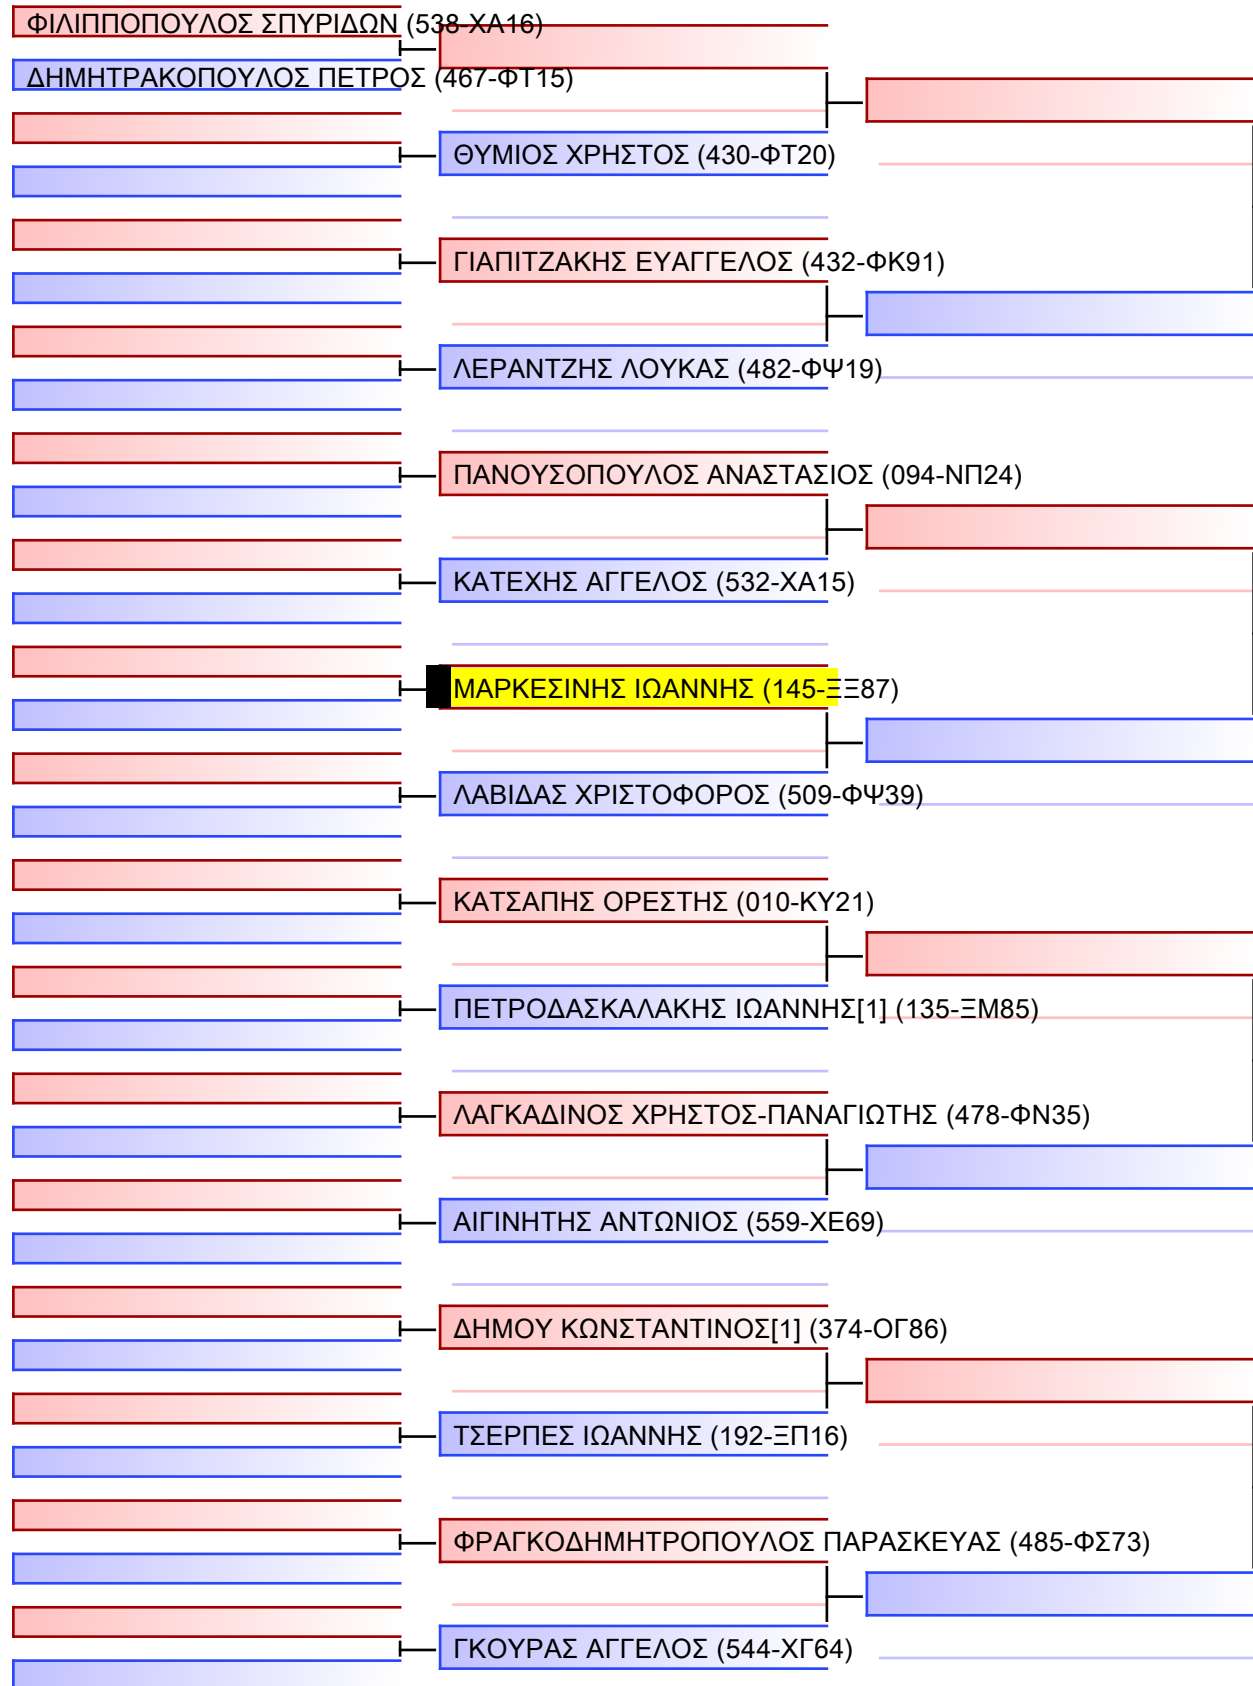 ΦΙΛΙΠΠΟΠΟΥΛΟΣ ΣΠΥΡΙΔΩΝ (538-ΧΑ16)
ΔΗΜΗΤΡΑΚΟΠΟΥΛΟΣ ΠΕΤΡΟΣ (467-ΦΤ15)
ΘΥΜΙΟΣ ΧΡΗΣΤΟΣ (430-ΦΤ20)
ΓΙΑΠΙΤΖΑΚΗΣ ΕΥΑΓΓΕΛΟΣ (432-ΦΚ91)
ΛΕΡΑΝΤΖΗΣ ΛΟΥΚΑΣ (482-ΦΨ19)
ΠΑΝΟΥΣΟΠΟΥΛΟΣ ΑΝΑΣΤΑΣΙΟΣ (094-ΝΠ24)
ΚΑΤΕΧΗΣ ΑΓΓΕΛΟΣ (532-ΧΑ15)
ΜΑΡΚΕΣΙΝΗΣ ΙΩΑΝΝΗΣ (145-ΞΞ87)
ΛΑΒΙΔΑΣ ΧΡΙΣΤΟΦΟΡΟΣ (509-ΦΨ39)
ΚΑΤΣΑΠΗΣ ΟΡΕΣΤΗΣ (010-ΚΥ21)
ΠΕΤΡΟΔΑΣΚΑΛΑΚΗΣ ΙΩΑΝΝΗΣ[1] (135-ΞΜ85)
ΛΑΓΚΑΔΙΝΟΣ ΧΡΗΣΤΟΣ-ΠΑΝΑΓΙΩΤΗΣ (478-ΦΝ35)
ΑΙΓΙΝΗΤΗΣ ΑΝΤΩΝΙΟΣ (559-ΧΕ69)
ΔΗΜΟΥ ΚΩΝΣΤΑΝΤΙΝΟΣ[1] (374-ΟΓ86)
ΤΣΕΡΠΕΣ ΙΩΑΝΝΗΣ (192-ΞΠ16)
ΦΡΑΓΚΟΔΗΜΗΤΡΟΠΟΥΛΟΣ ΠΑΡΑΣΚΕΥΑΣ (485-ΦΣ73)
ΓΚΟΥΡΑΣ ΑΓΓΕΛΟΣ (544-ΧΓ64)